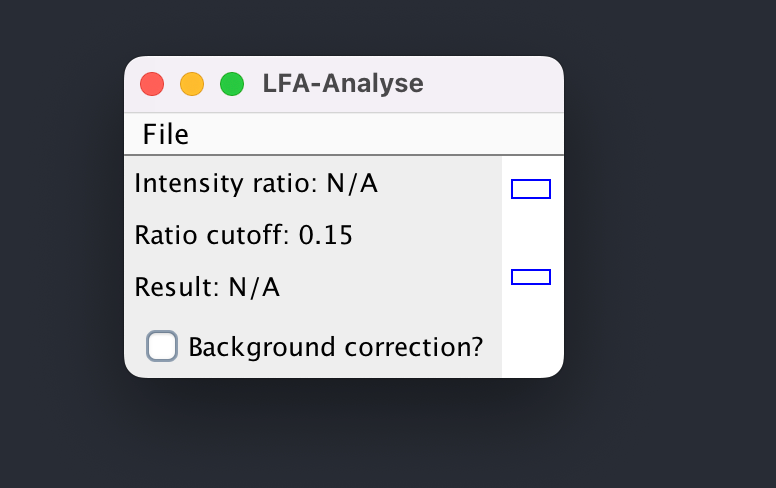 LFA-Analyse
File
Intensity ratio: N/A
Ratio cutoff: 0.15
Result: N/A
Background correction?